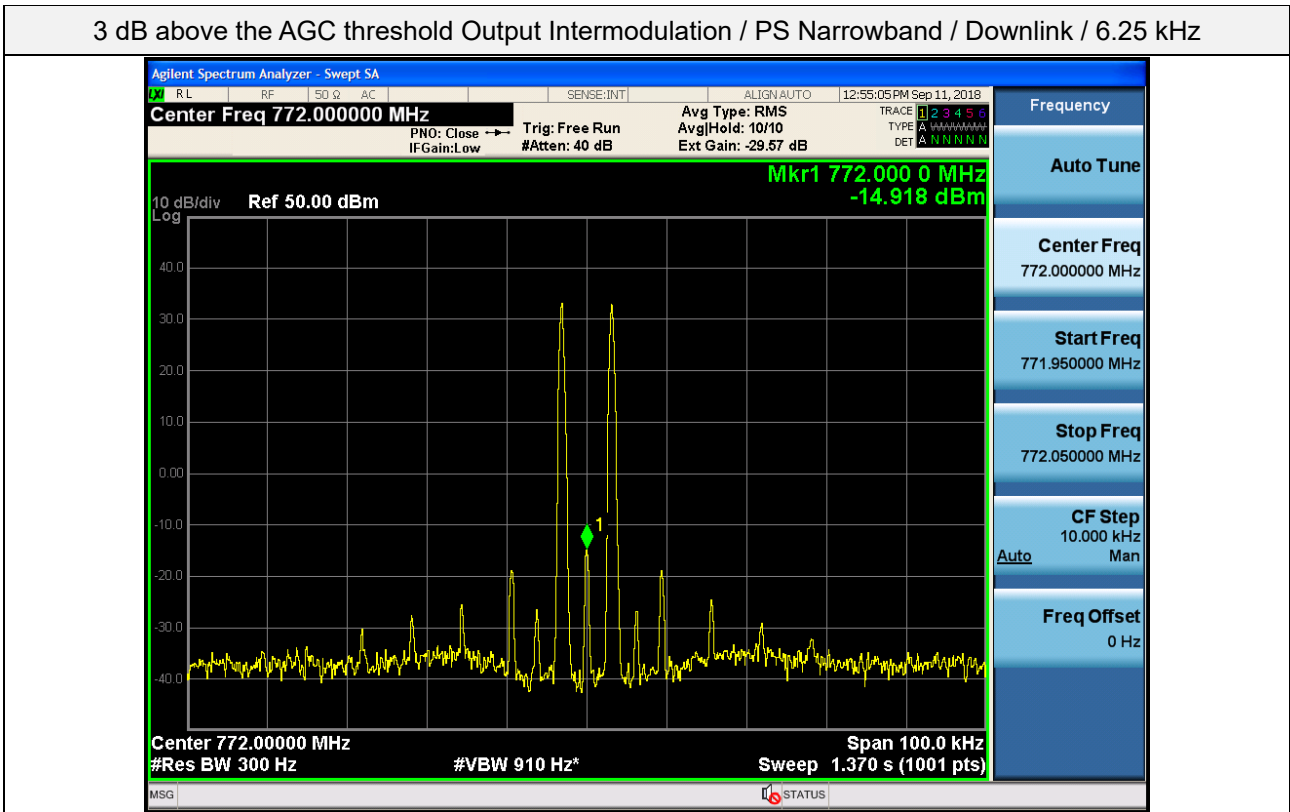 3 dB above the AGC threshold Output Intermodulation / PS Narrowband / Downlink / 6.25 kHz
Agilent Spectrum Analyzer - Swept SA
LXI RL RF 50 Ω AC SENSE:INT ALIGN AUTO 12:55:05 PM Sep 11, 2018
Center Freq 772.000000 MHz
PNO: Close
IFGain:Low
Trig: Free Run
#Atten: 40 dB
Avg Type: RMS
Avg|Hold: 10/10
Ext Gain: -29.57 dB
TRACE 1 2 3 4 5 6
TYPE A WWWWW
DET A N N N N N
Mkr1 772.000 0 MHz
-14.918 dBm
10 dB/div Ref 50.00 dBm
Log
40.0
30.0
20.0
10.0
0.00
-10.0
-20.0
-30.0
-40.0
1
Center 772.00000 MHz Span 100.0 kHz
#Res BW 300 Hz #VBW 910 Hz* Sweep 1.370 s (1001 pts)
MSG STATUS
Frequency
Auto Tune
Center Freq
772.000000 MHz
Start Freq
771.950000 MHz
Stop Freq
772.050000 MHz
CF Step
10.000 kHz
Auto Man
Freq Offset
0 Hz